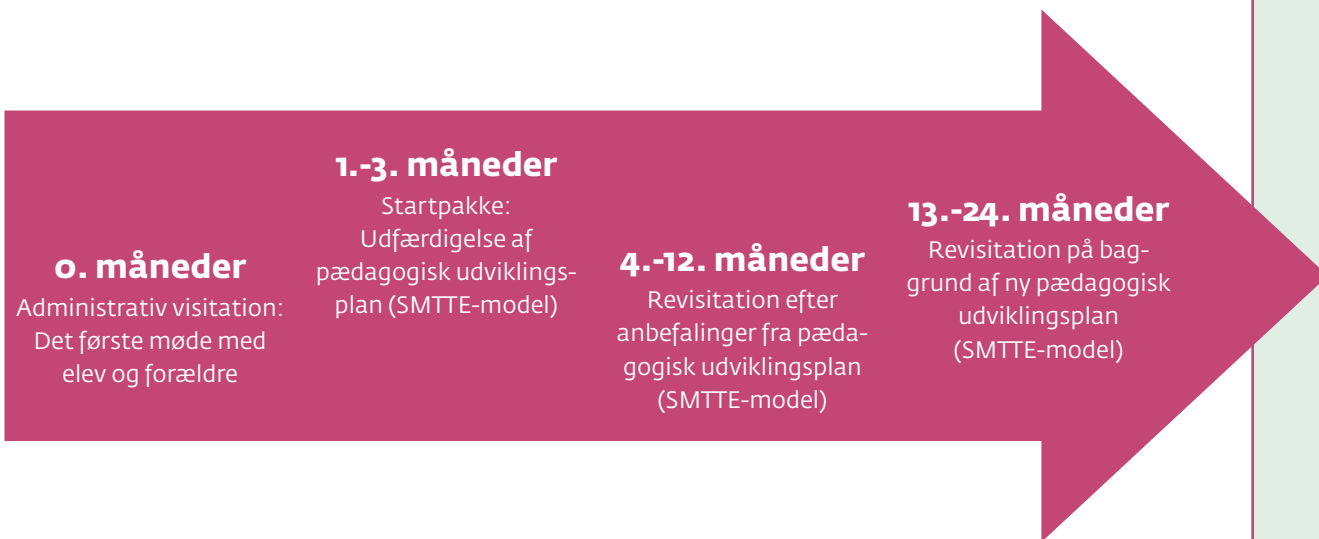 0. måneder
Administrativ visitation:
Det første møde med
elev og forældre
1.-3. måneder
Startpakke:
Udfærdigelse af
pædagogisk udviklings-
plan (SMTTE-model)
4.-12. måneder
Revisitation efter
anbefalinger fra pæda-
gogisk udviklingsplan
(SMTTE-model)
13.-24. måneder
Revisitation på bag-
grund af ny pædagogisk
udviklingsplan
(SMTTE-model)